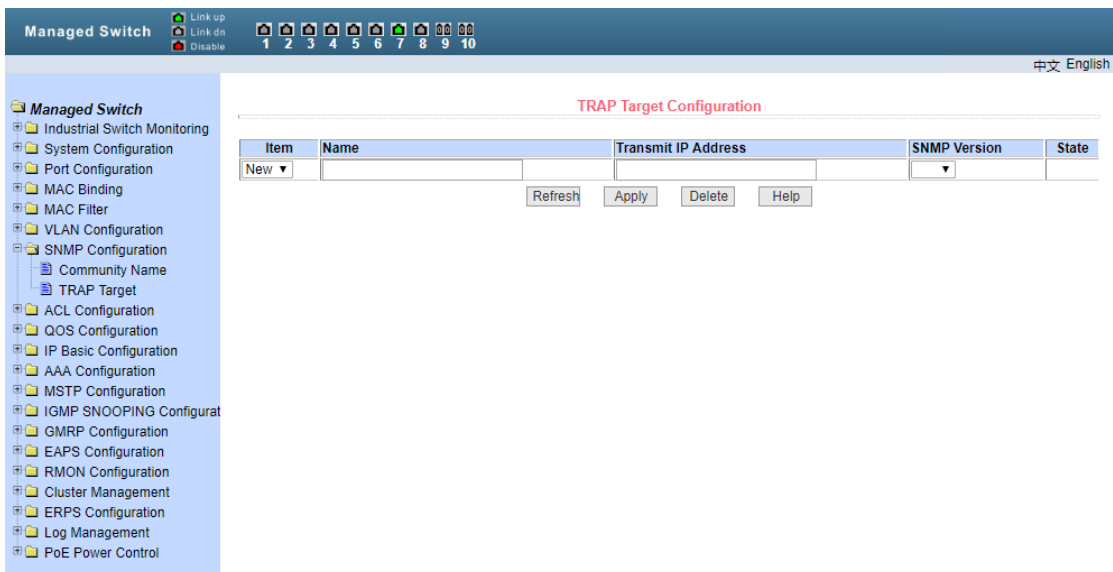 Managed Switch
Link up
Link dn
Disable
1 2 3 4 5 6 7 8 9 10
中文 English
Managed Switch
Industrial Switch Monitoring
System Configuration
Port Configuration
MAC Binding
MAC Filter
VLAN Configuration
SNMP Configuration
Community Name
TRAP Target
ACL Configuration
QOS Configuration
IP Basic Configuration
AAA Configuration
MSTP Configuration
IGMP SNOOPING Configurat
GMRP Configuration
EAPS Configuration
RMON Configuration
Cluster Management
ERPS Configuration
Log Management
PoE Power Control
TRAP Target Configuration
Item Name Transmit IP Address SNMP Version State
New
Refresh Apply Delete Help